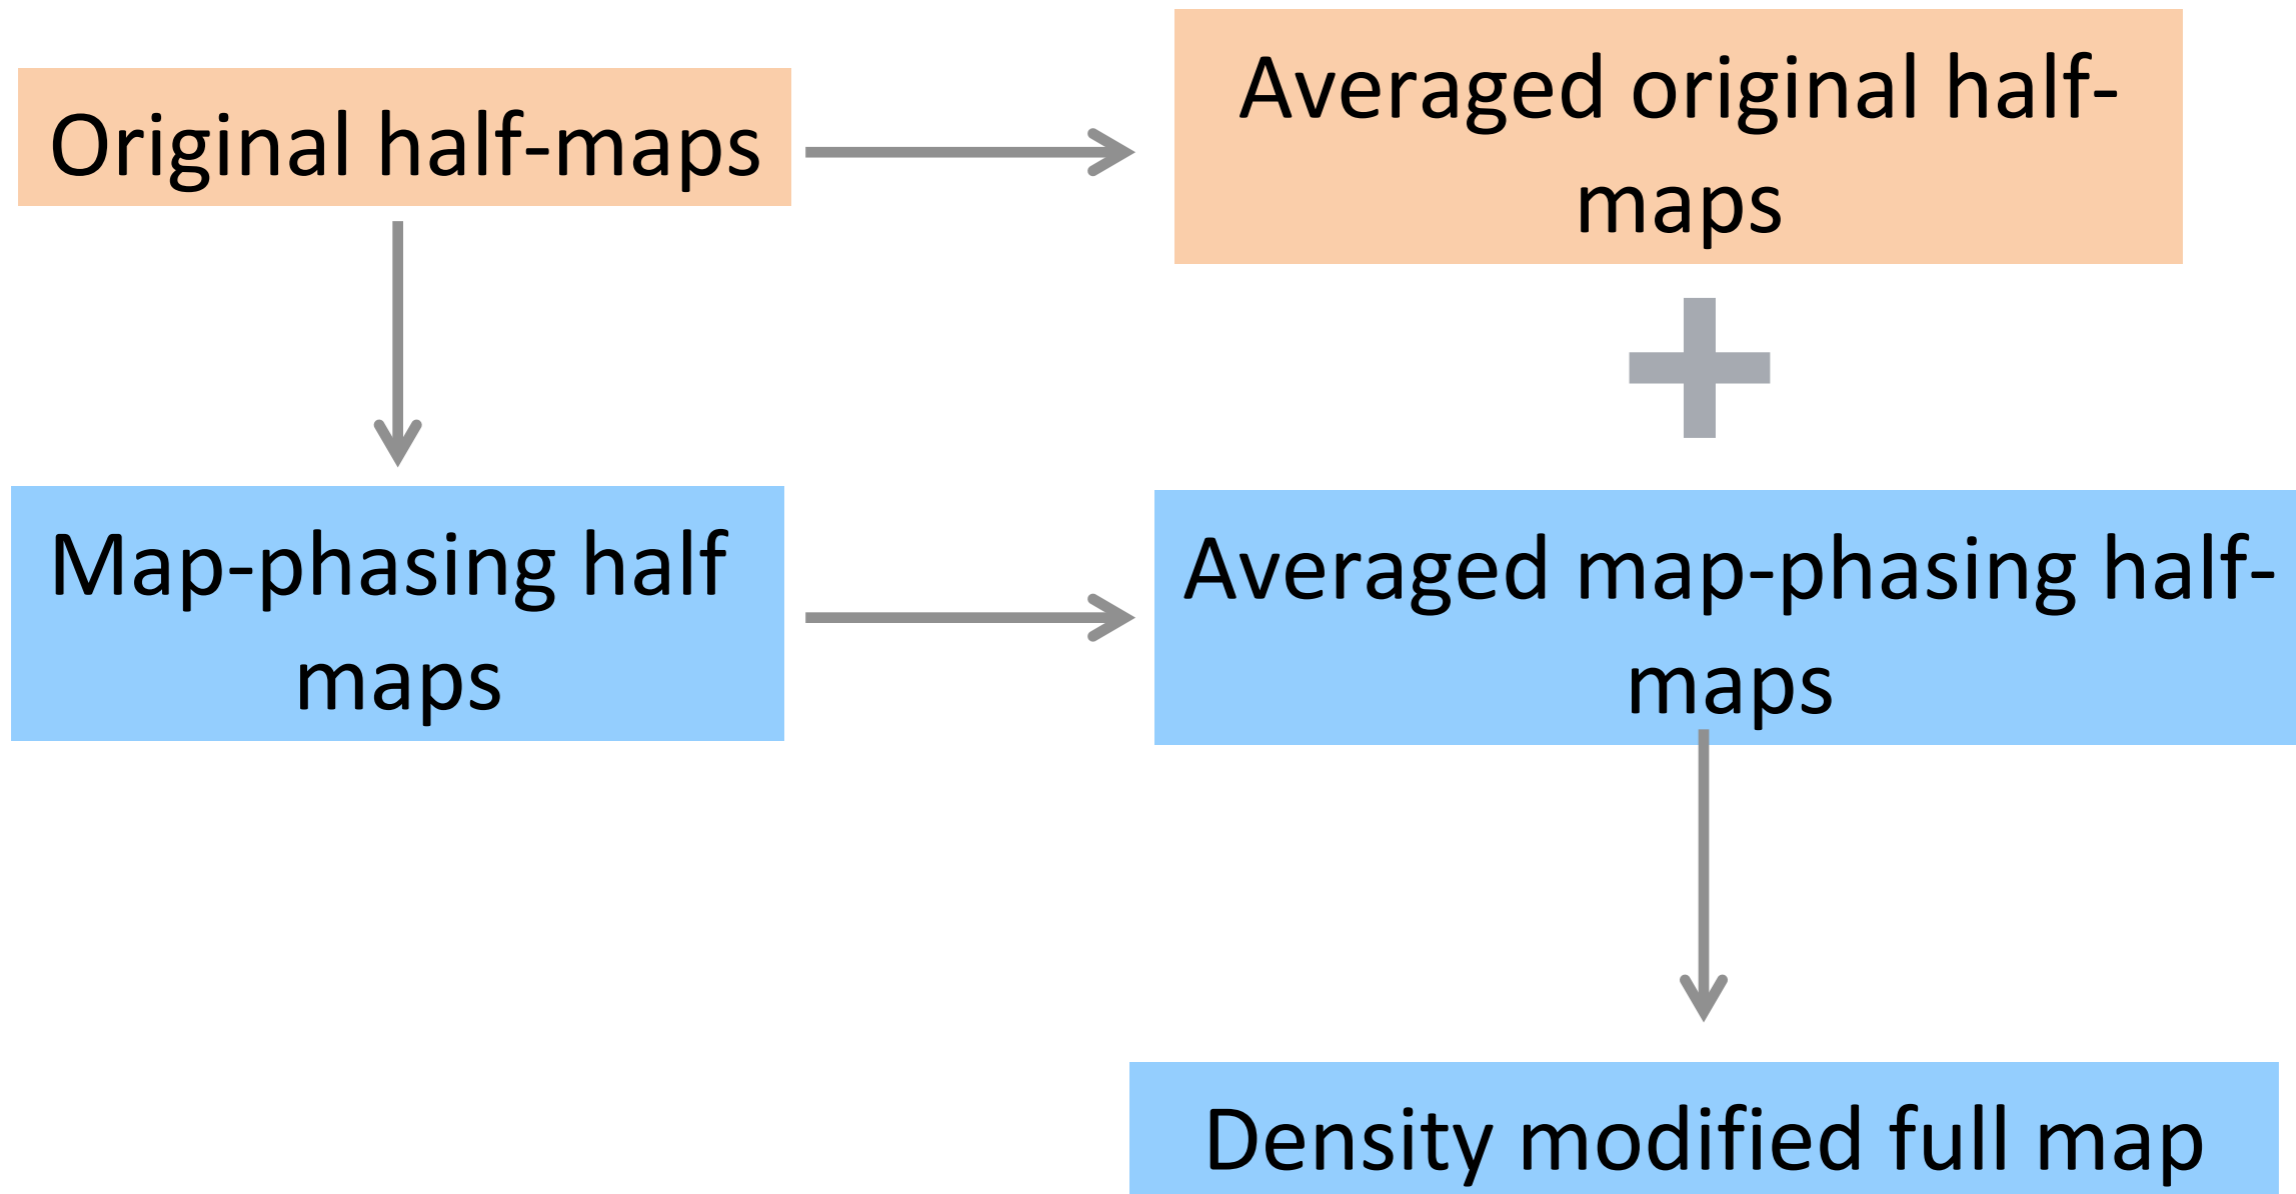 Original half-maps
Averaged original half-
maps
Map-phasing half
maps
Averaged map-phasing half-
maps
Density modified full map